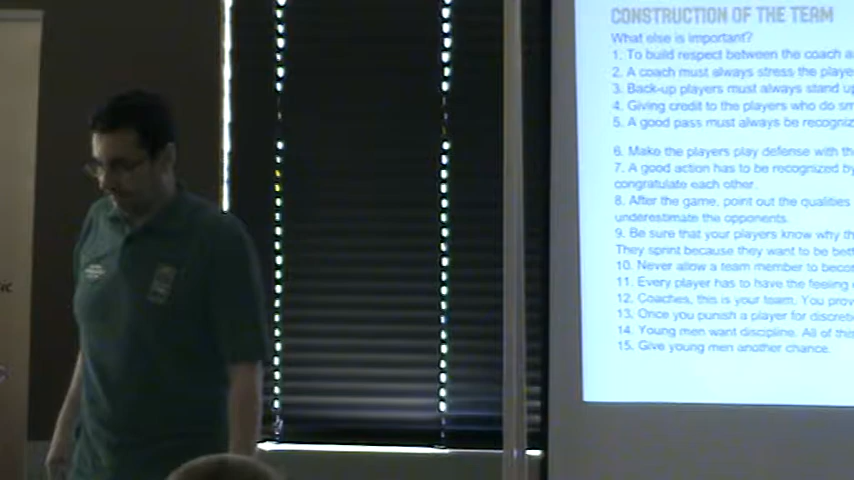 CONSTRUCTION OF THE TEAM
What else is important?
1. To build respect between the coach a
2. A coach must always stress the playe
3. Back-up players must always stand up
4. Giving credit to the players who do sm
5. A good pass must always be recogniz
6. Make the players play defense with th
7. A good action has to be recognized by
congratulate each other.
8. After the game, point out the qualities
underestimate the opponents.
9. Be sure that your players know why th
They sprint because they want to be bett
10. Never allow a team member to becor
11. Every player has to have the feeling
12. Coaches, this is your team. You prov
13. Once you punish a player for discreti
14. Young men want discipline. All of this
15. Give young men another chance.